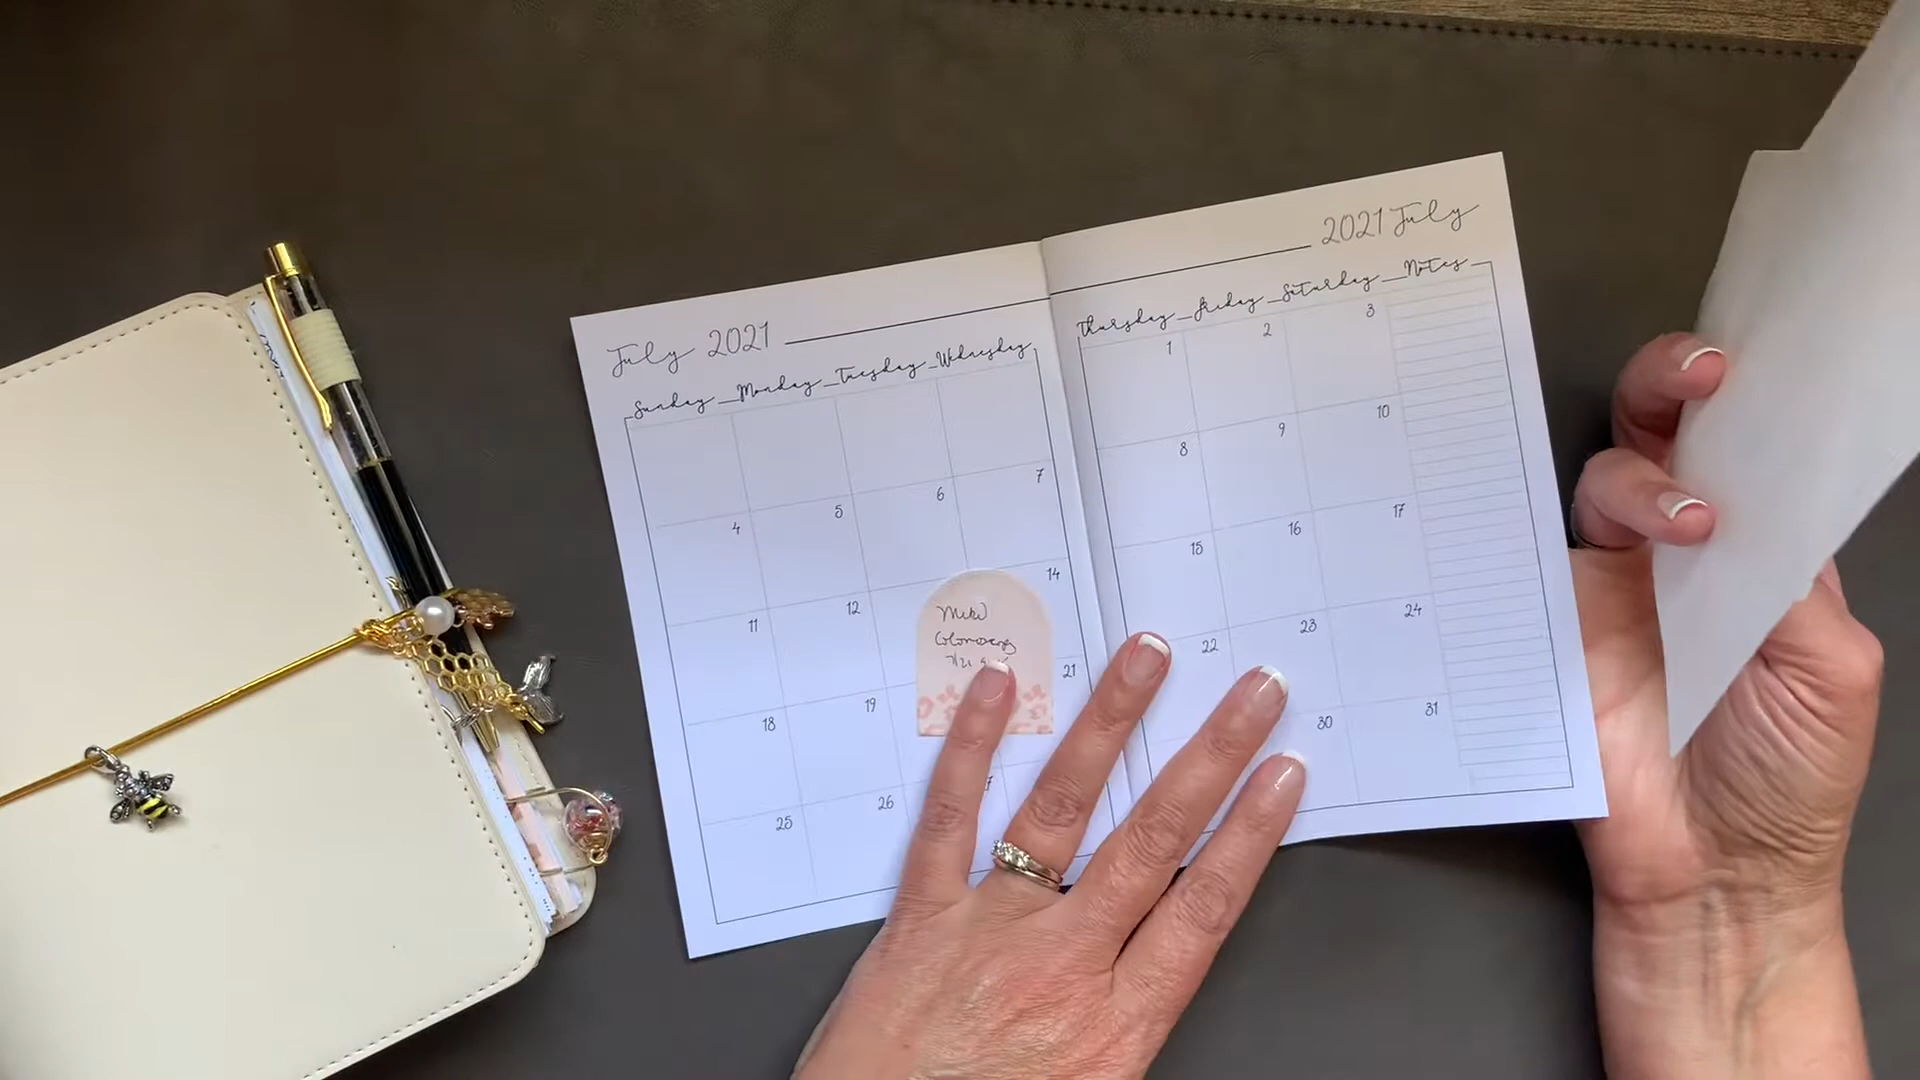 July 2021
2021 July
Sunday Monday Tuesday Wednesday
Thursday Friday Saturday Notes
1 2 3
4 5 6 7
8 9 10
11 12 14
15 16 17
18 19 21
22 23 24
25 26
30 31
7/21